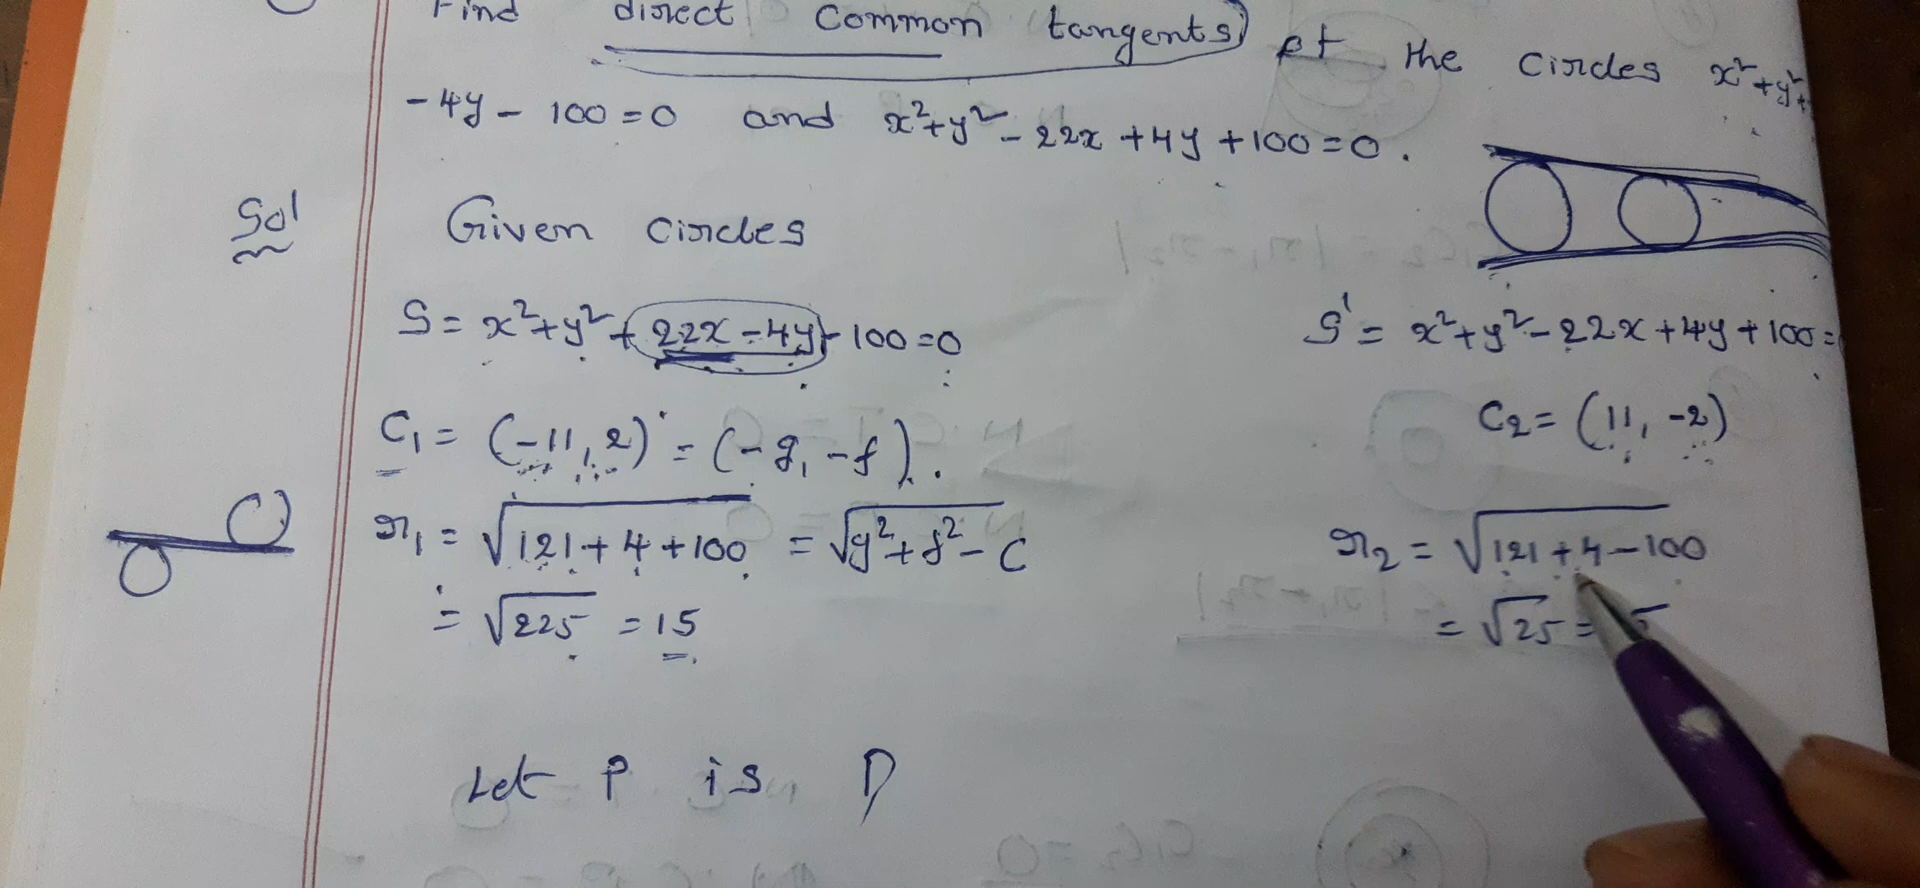 Find direct common tangents of the circles x²+y²+
-4y - 100 = 0 and x²+y² - 22x + 4y + 100 = 0.
Sol Given circles
S = x²+y² + 22x - 4y - 100 = 0
S' = x²+y² - 22x + 4y + 100 =
C₁ = (-11, 2) = (-g, -f).
C₂ = (11, -2)
r₁ = √121 + 4 + 100 = √g² + f² - C
r₂ = √121 + 4 - 100
= √225 = 15
= √25 = 5
Let P is D